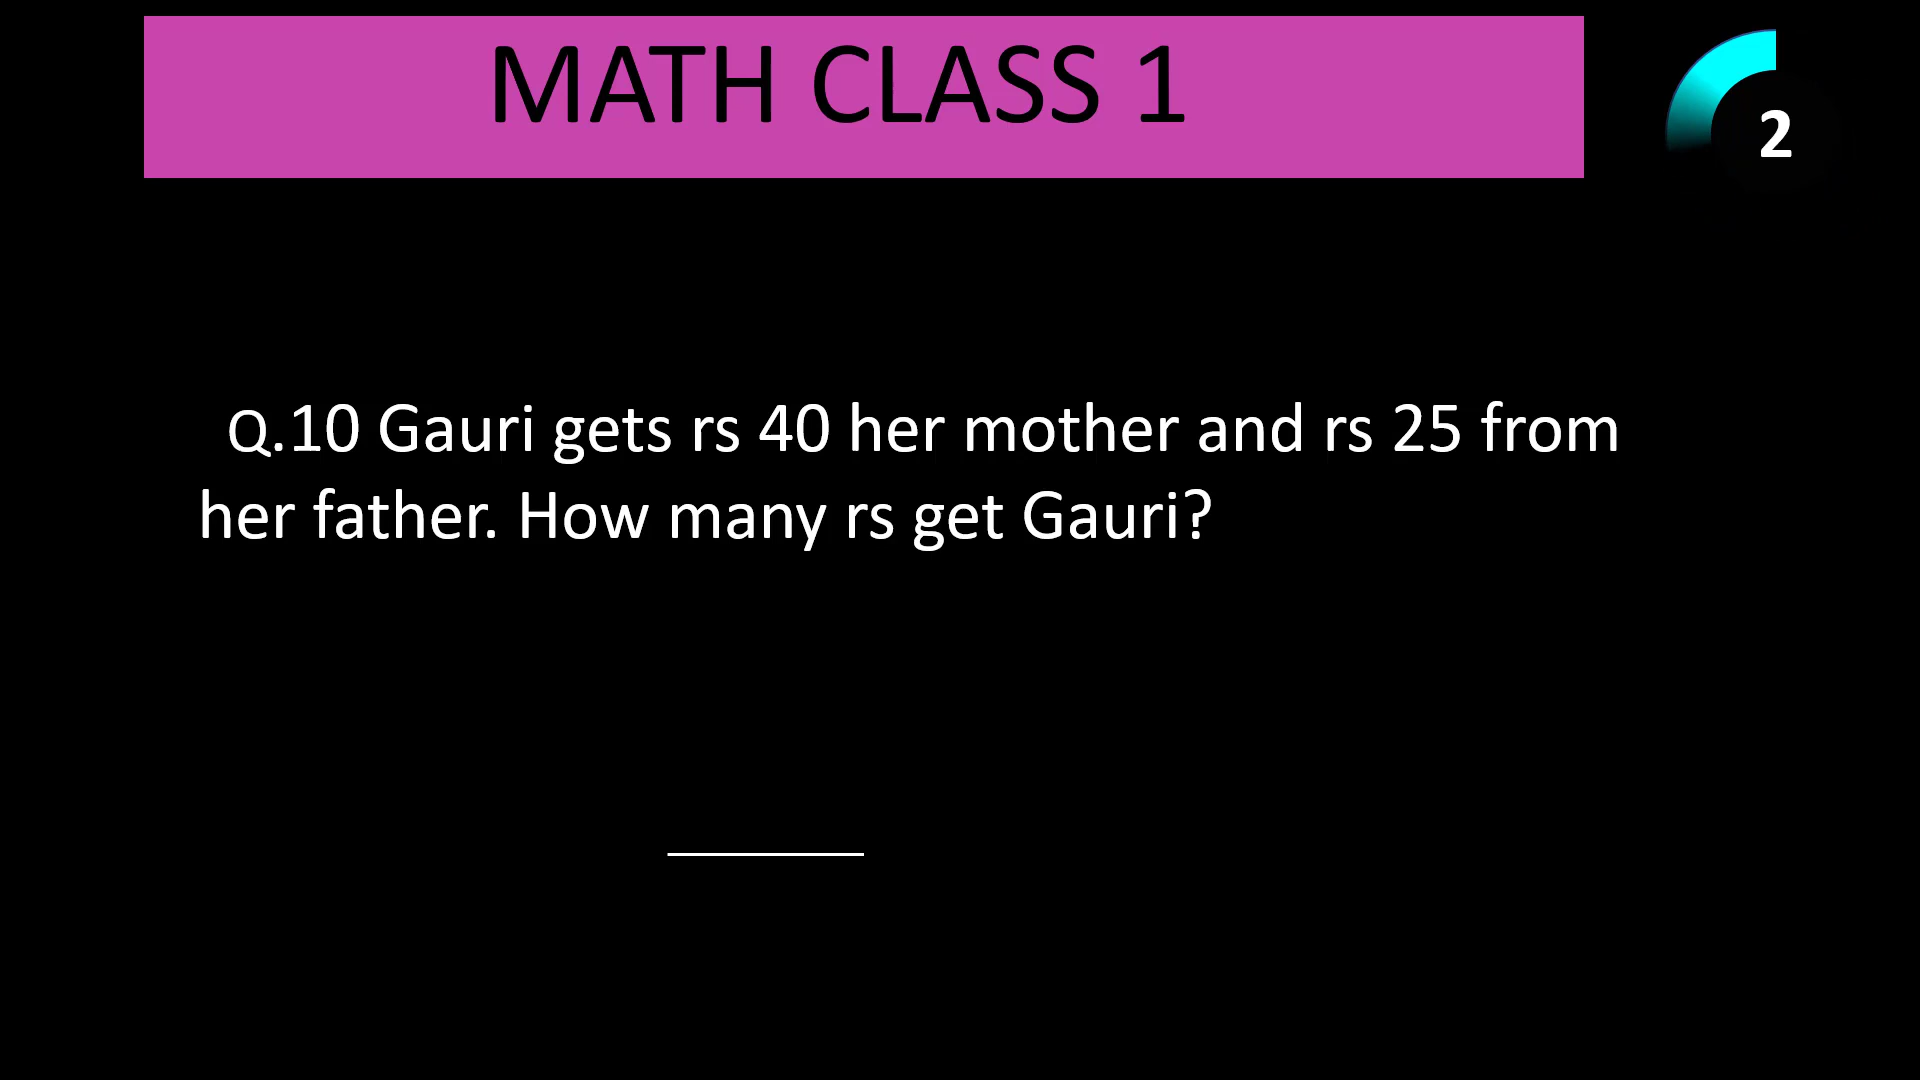 MATH CLASS 1
2
Q.10 Gauri gets rs 40 her mother and rs 25 from
her father. How many rs get Gauri?